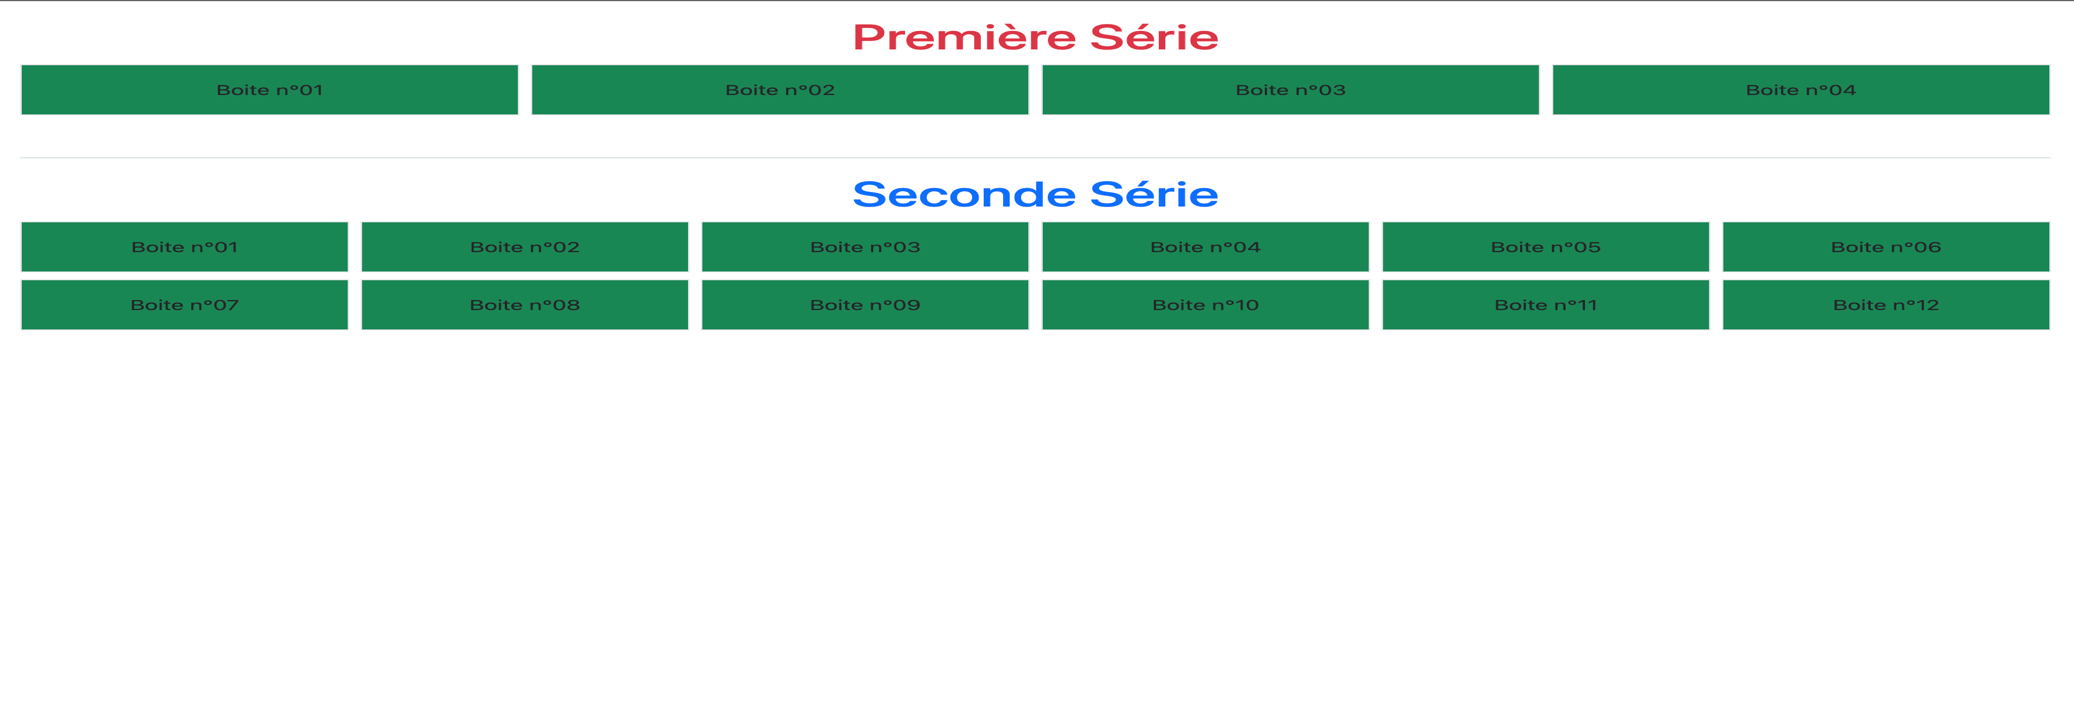 Première Série
Boite n°01 Boite n°02 Boite n°03 Boite n°04
Seconde Série
Boite n°01 Boite n°02 Boite n°03 Boite n°04 Boite n°05 Boite n°06
Boite n°07 Boite n°08 Boite n°09 Boite n°10 Boite n°11 Boite n°12